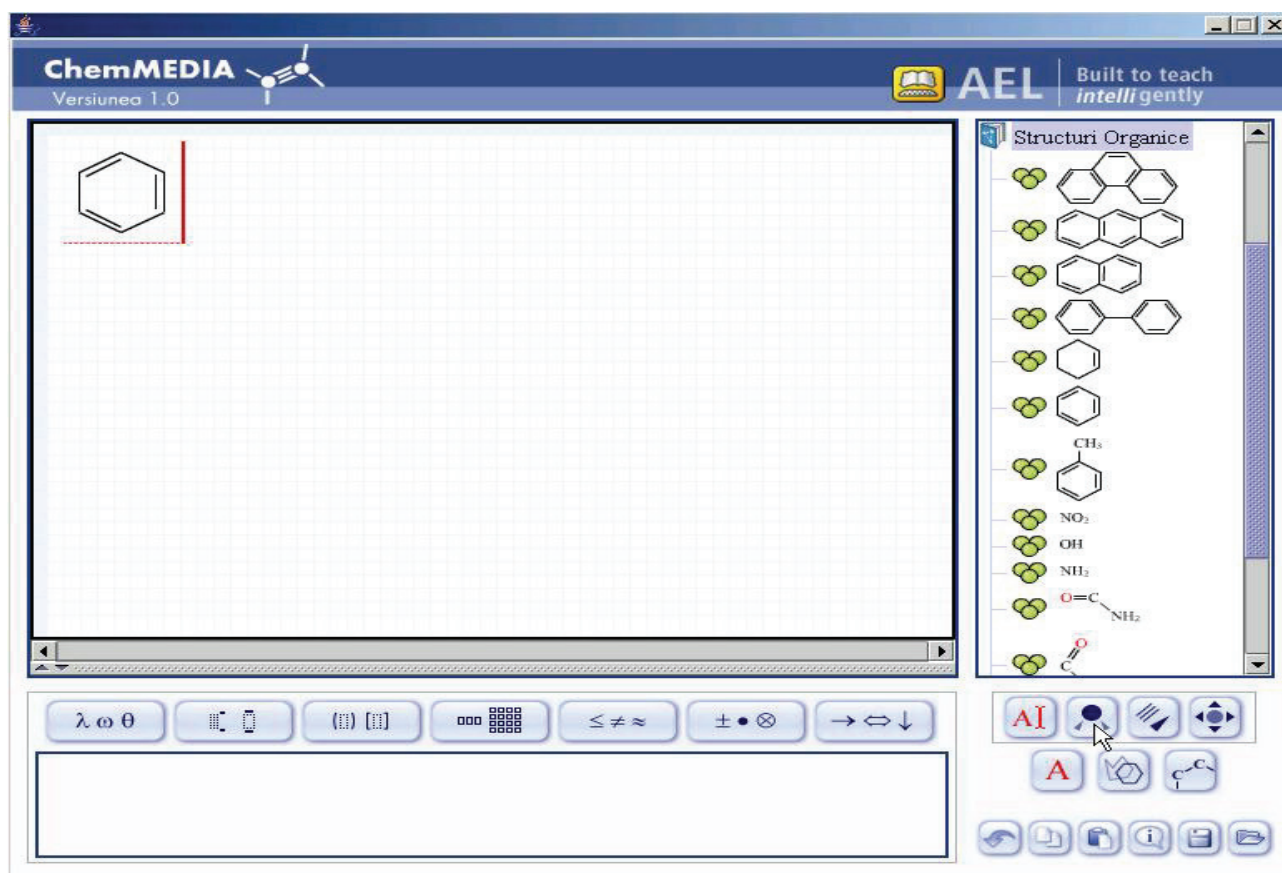 ChemMEDIA
Versiunea 1.0
AEL
Built to teach
intelligently
Structuri Organice
CH₃
NO₂
OH
NH₂
O=C
NH₂
O
C
λ ω θ
(▯) [▯]
≤ ≠ ≈
± • ⊗
→ ⇔ ↓
A
A
C C